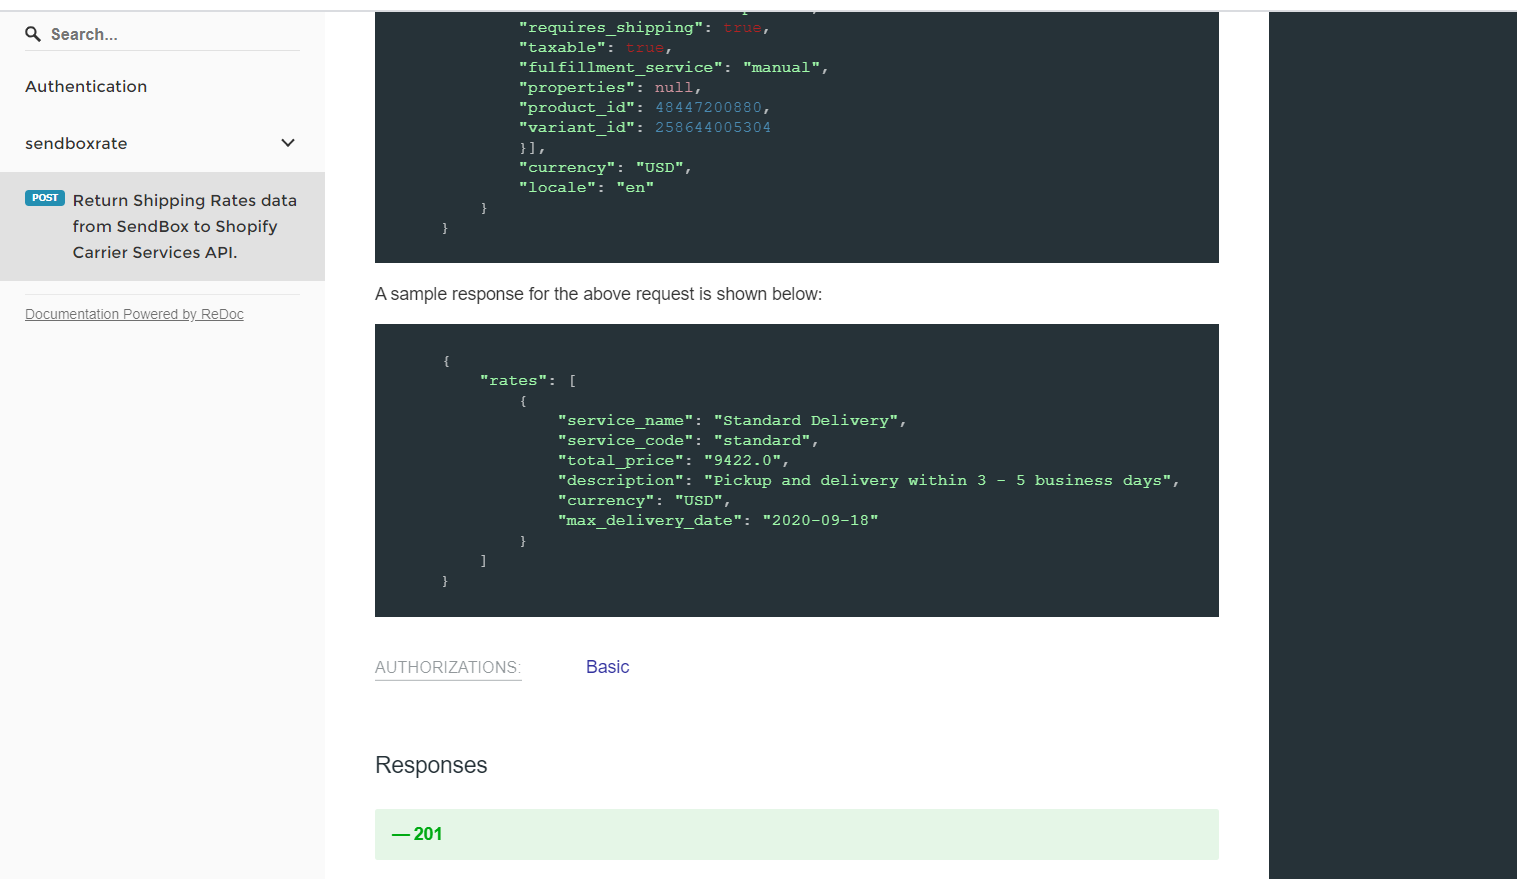 Search...
Authentication
sendboxrate
POST Return Shipping Rates data
from SendBox to Shopify
Carrier Services API.
Documentation Powered by ReDoc
"requires_shipping": true,
"taxable": true,
"fulfillment_service": "manual",
"properties": null,
"product_id": 48447200880,
"variant_id": 258644005304
}],
"currency": "USD",
"locale": "en"
}
}
A sample response for the above request is shown below:
{
"rates": [
{
"service_name": "Standard Delivery",
"service_code": "standard",
"total_price": "9422.0",
"description": "Pickup and delivery within 3 - 5 business days",
"currency": "USD",
"max_delivery_date": "2020-09-18"
}
]
}
AUTHORIZATIONS: Basic
Responses
— 201